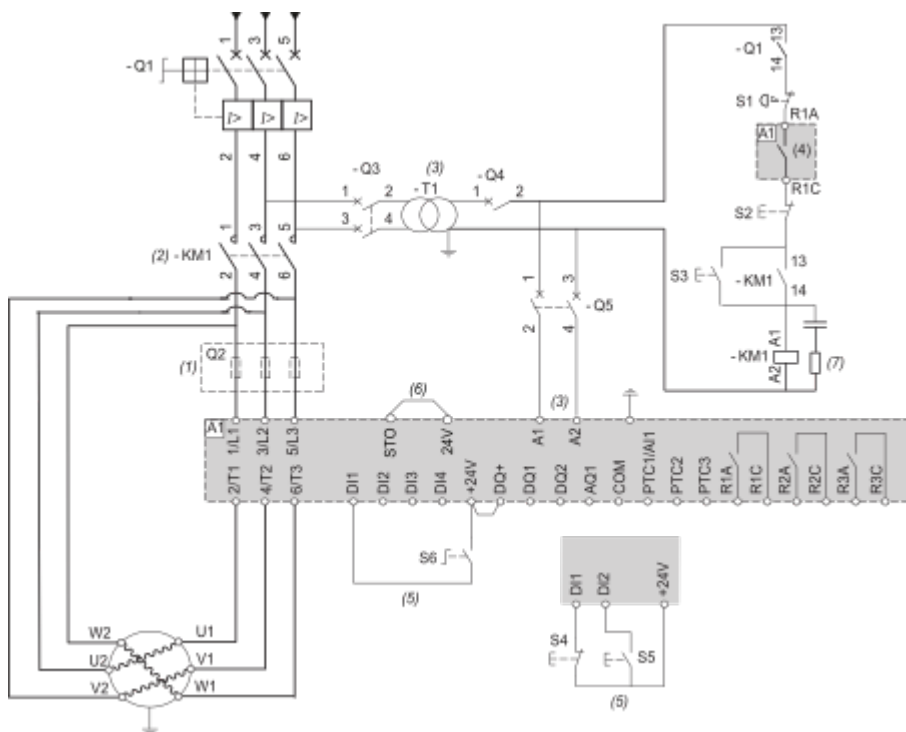 1 3 5
- Q1
I> I> I>
2 4 6
- Q3
1 2
3 4
(3)
- T1
- Q4
1 2
(2) - KM1
1 3 5
2 4 6
1 3
- Q5
2 4
13
- Q1
14
S1
R1A
A1
(4)
R1C
S2
S3
13
- KM1
14
A1
- KM1
A2
(7)
(1)
Q2
(6)
(3)
A1
1/L1 3/L2 5/L3 STO 24V A1 A2
2/T1 4/T2 6/T3 DI1 DI2 DI3 DI4 +24V DQ+ DQ1 DQ2 AQ1 COM PTC1/AI1 PTC2 PTC3 R1A R1C R2A R2C R3A R3C
S6
(5)
DI1 DI2 +24V
S4
S5
(5)
W2 U1
U2 V1
V2 W1